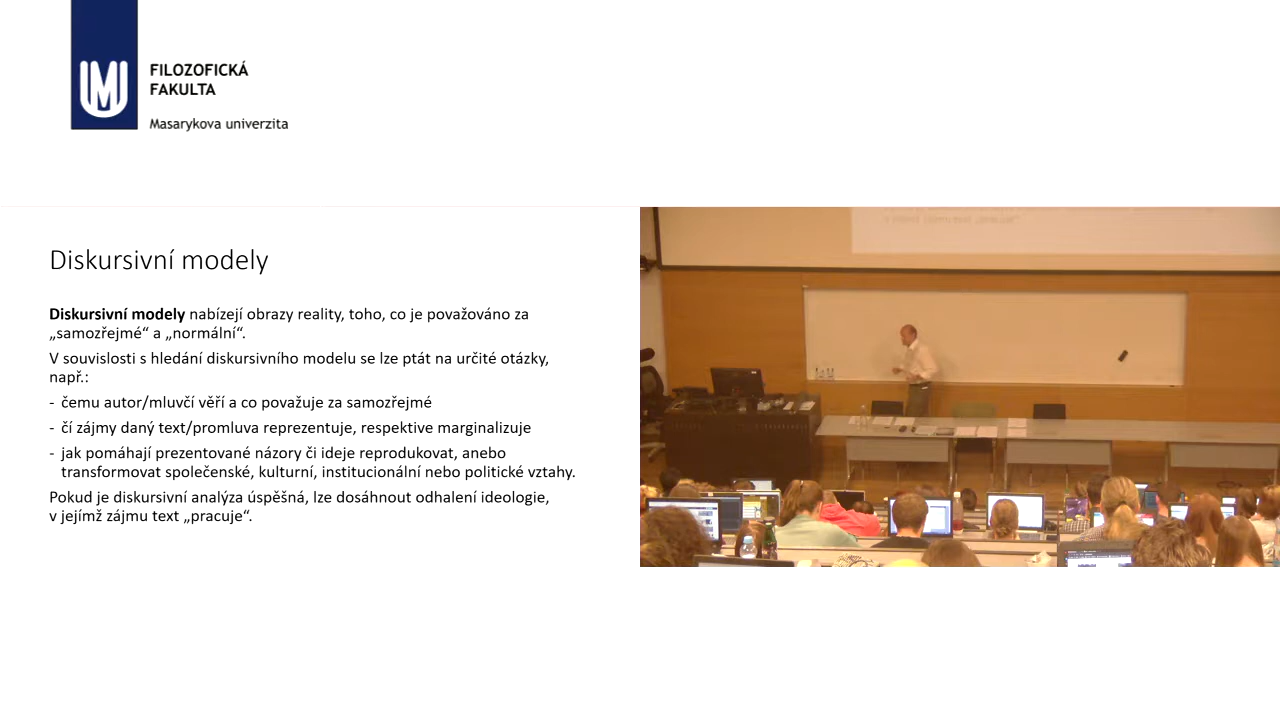 FILOZOFICKÁ
FAKULTA
Masarykova univerzita
Diskursivní modely
Diskursivní modely nabízejí obrazy reality, toho, co je považováno za
„samozřejmé“ a „normální“.
V souvislosti s hledání diskursivního modelu se lze ptát na určité otázky,
např.:
- čemu autor/mluvčí věří a co považuje za samozřejmé
- čí zájmy daný text/promluva reprezentuje, respektive marginalizuje
- jak pomáhají prezentované názory či ideje reprodukovat, anebo
transformovat společenské, kulturní, institucionální nebo politické vztahy.
Pokud je diskursivní analýza úspěšná, lze dosáhnout odhalení ideologie,
v jejímž zájmu text „pracuje“.